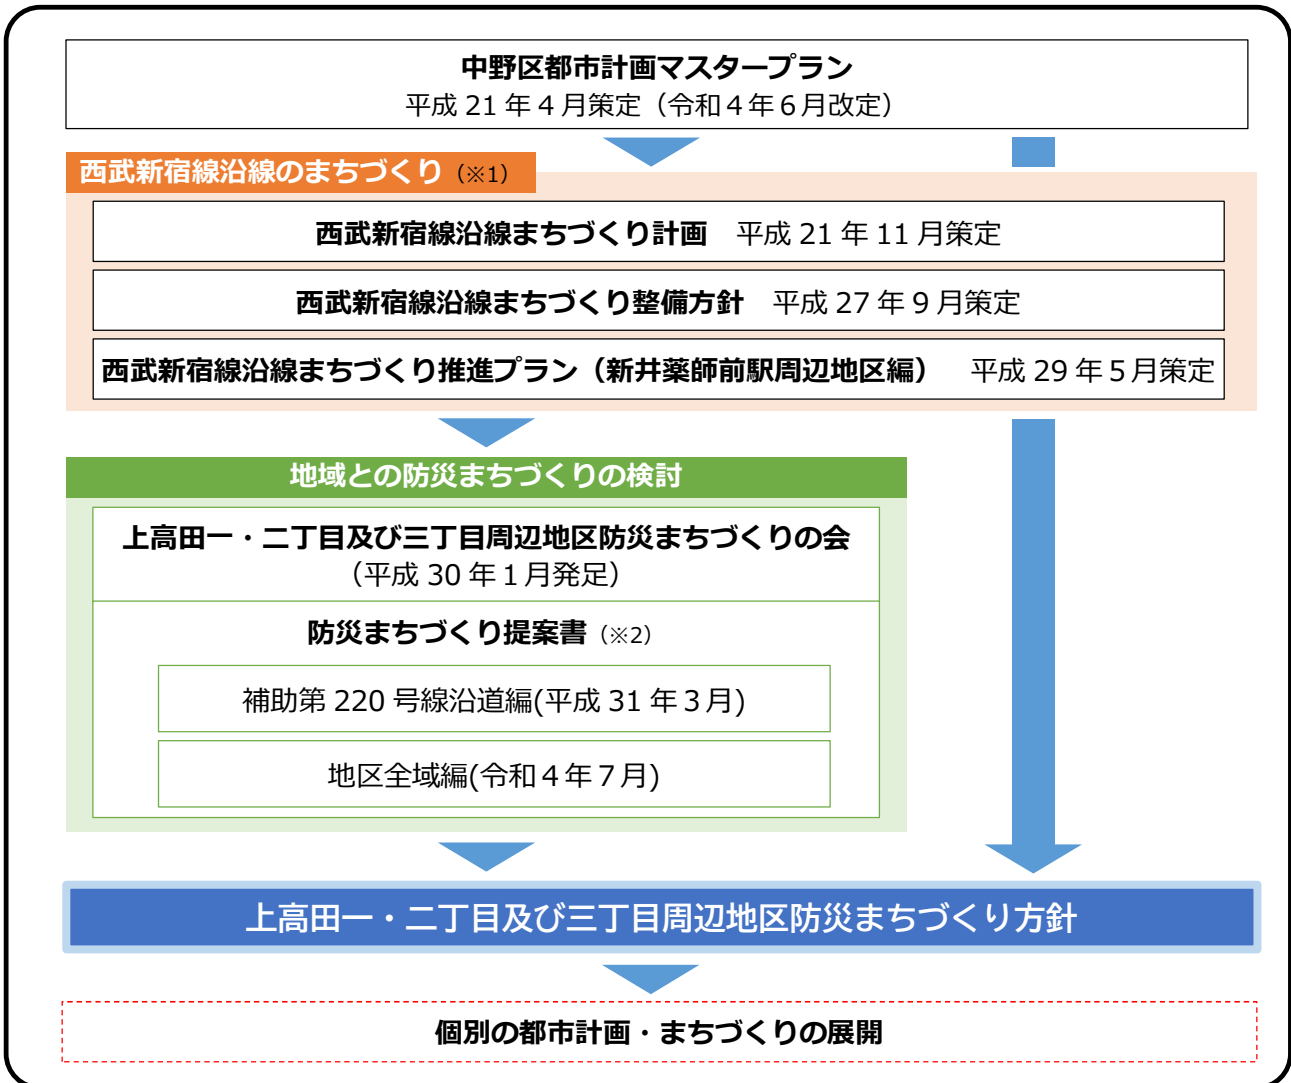 中野区都市計画マスタープラン
平成 21 年４月策定（令和４年６月改定）
西武新宿線沿線のまちづくり（※1）
西武新宿線沿線まちづくり計画　平成 21 年 11 月策定
西武新宿線沿線まちづくり整備方針　平成 27 年９月策定
西武新宿線沿線まちづくり推進プラン（新井薬師前駅周辺地区編）　平成 29 年５月策定
地域との防災まちづくりの検討
上高田一・二丁目及び三丁目周辺地区防災まちづくりの会
（平成 30 年１月発足）
防災まちづくり提案書（※2）
補助第 220 号線沿道編(平成 31 年３月)
地区全域編(令和４年７月)
上高田一・二丁目及び三丁目周辺地区防災まちづくり方針
個別の都市計画・まちづくりの展開